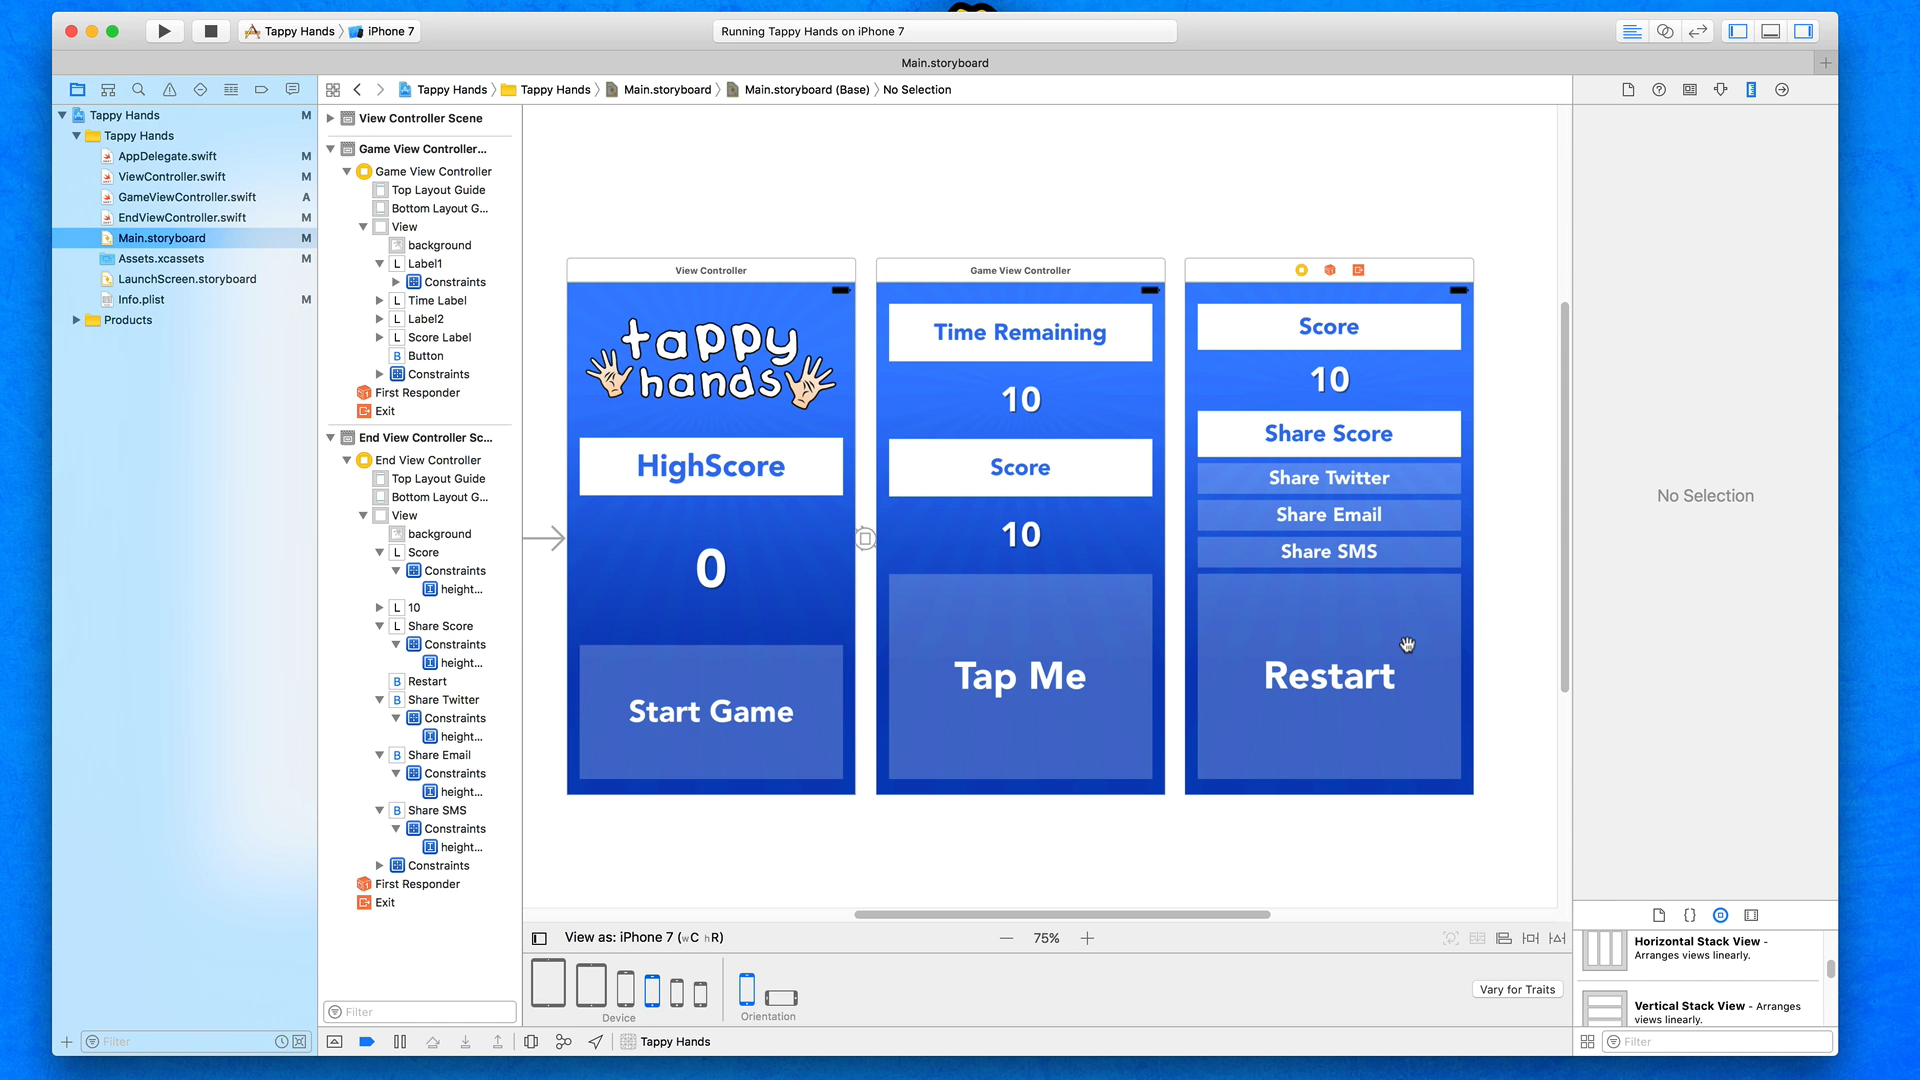 Tappy Hands
iPhone 7
Running Tappy Hands on iPhone 7
Main.storyboard
Tappy Hands
Tappy Hands
Main.storyboard
Main.storyboard (Base)
No Selection
Tappy Hands M
Tappy Hands
AppDelegate.swift M
ViewController.swift M
GameViewController.swift A
EndViewController.swift M
Main.storyboard M
Assets.xcassets M
LaunchScreen.storyboard
Info.plist M
Products
Filter
View Controller Scene
Game View Controller...
Game View Controller
Top Layout Guide
Bottom Layout G...
View
background
L Label1
Constraints
L Time Label
L Label2
L Score Label
B Button
Constraints
First Responder
Exit
End View Controller Sc...
End View Controller
Top Layout Guide
Bottom Layout G...
View
background
L Score
Constraints
height...
L 10
L Share Score
Constraints
height...
B Restart
B Share Twitter
Constraints
height...
B Share Email
Constraints
height...
B Share SMS
Constraints
height...
Constraints
First Responder
Exit
Filter
View Controller
tappy
hands
HighScore
0
Start Game
Game View Controller
Time Remaining
10
Score
10
Tap Me
Score
10
Share Score
Share Twitter
Share Email
Share SMS
Restart
View as: iPhone 7 (wC hR)
75%
Device
Orientation
Vary for Traits
Tappy Hands
No Selection
Horizontal Stack View -
Arranges views linearly.
Vertical Stack View - Arranges
views linearly.
Filter